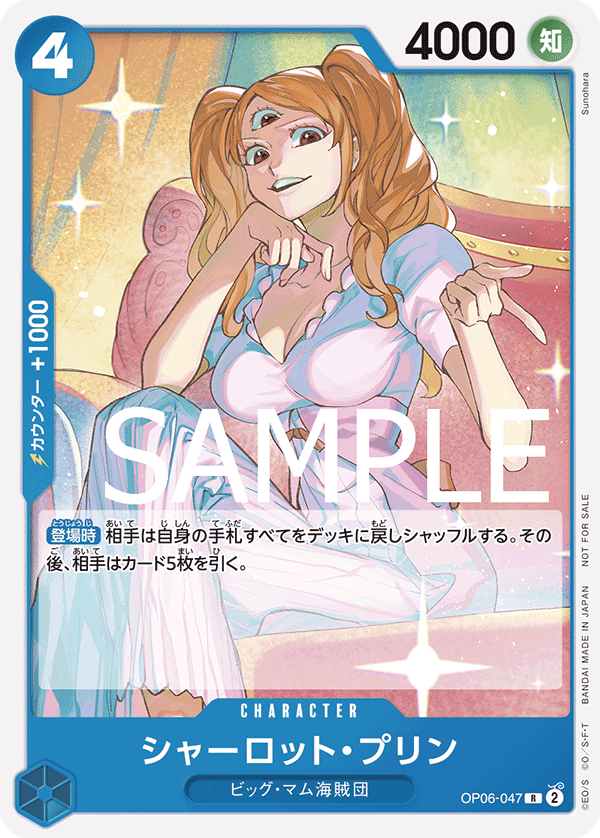 4
4000
知
Sunohara
カウンター +1000
SAMPLE
登場時 相手は自身の手札すべてをデッキに戻しシャッフルする。その
後、相手はカード5枚を引く。
CHARACTER
シャーロット・プリン
ビッグ・マム海賊団
OP06-047 R 2
©E.O/S ©O/S・F・T BANDAI MADE IN JAPAN NOT FOR SALE